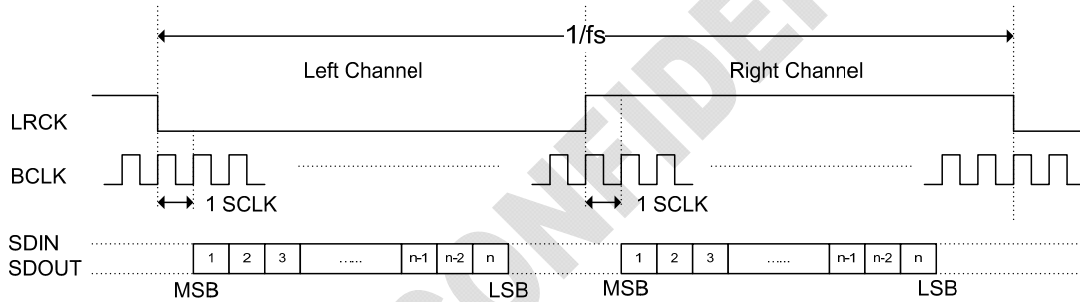 1/fs
Left Channel Right Channel
LRCK
BCLK
1 SCLK 1 SCLK
SDIN
SDOUT
1 2 3 ...... n-1 n-2 n 1 2 3 ...... n-1 n-2 n
MSB LSB MSB LSB
CONFIDE